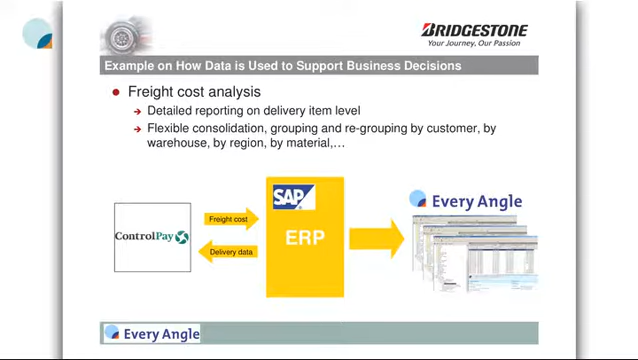 BRIDGESTONE
Your Journey, Our Passion
Example on How Data is Used to Support Business Decisions
Freight cost analysis
Detailed reporting on delivery item level
Flexible consolidation, grouping and re-grouping by customer, by
warehouse, by region, by material,…
SAP
Every Angle
Freight cost
ControlPay
ERP
Delivery data
Every Angle